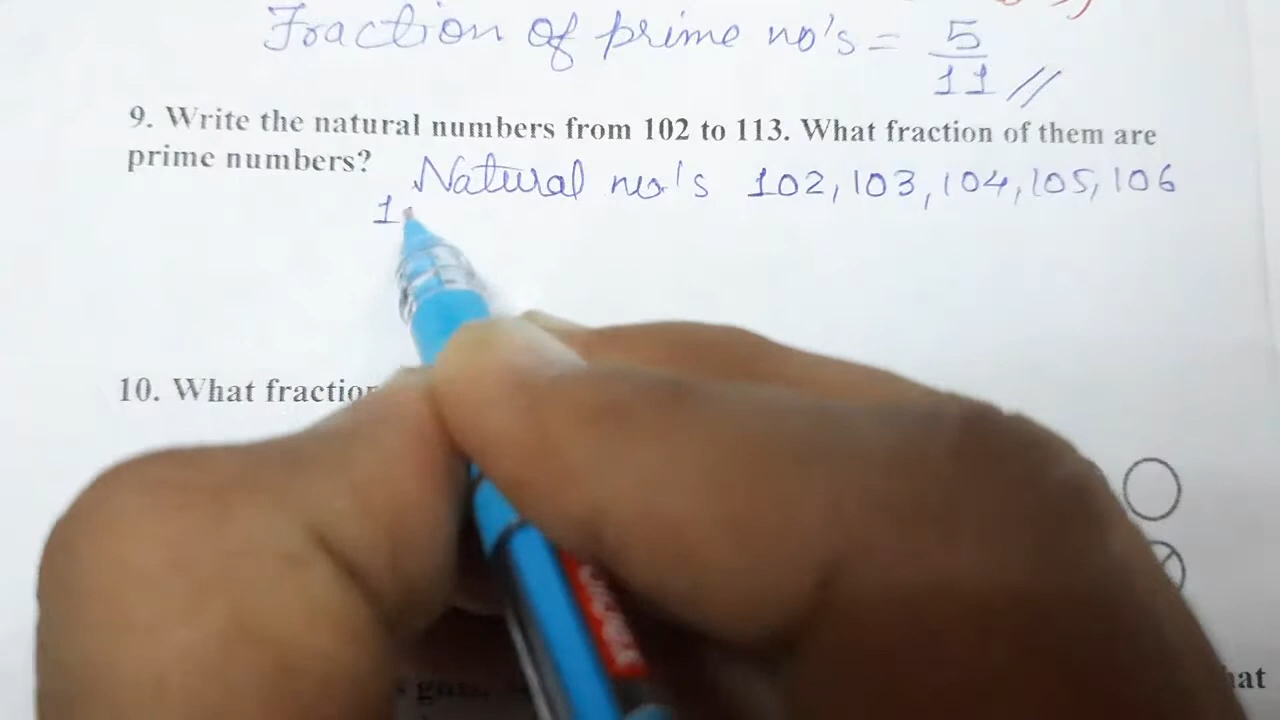 Fraction of prime no's = 5/11 //
9. Write the natural numbers from 102 to 113. What fraction of them are
prime numbers? Natural no's 102, 103, 104, 105, 106
1
10. What fraction